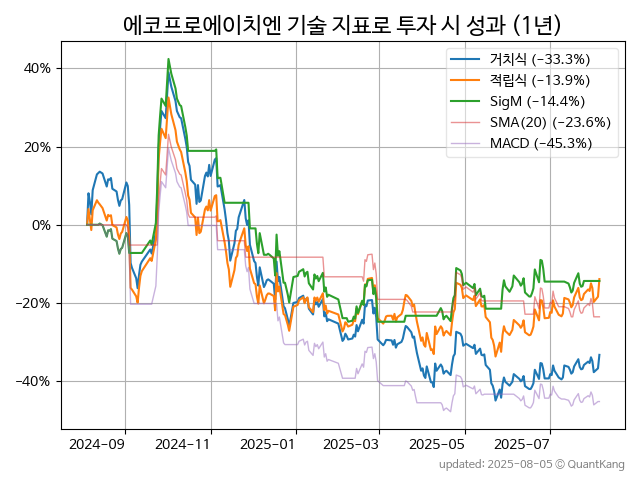 에코프로에이치엔 기술 지표로 투자 시 성과 (1년)
거치식 (−33.3%)
적립식 (−13.9%)
SigM (−14.4%)
SMA(20) (−23.6%)
MACD (−45.3%)
40%
20%
0%
−20%
−40%
2024−09 2024−11 2025−01 2025−03 2025−05 2025−07
updated: 2025−08−05 © QuantKang